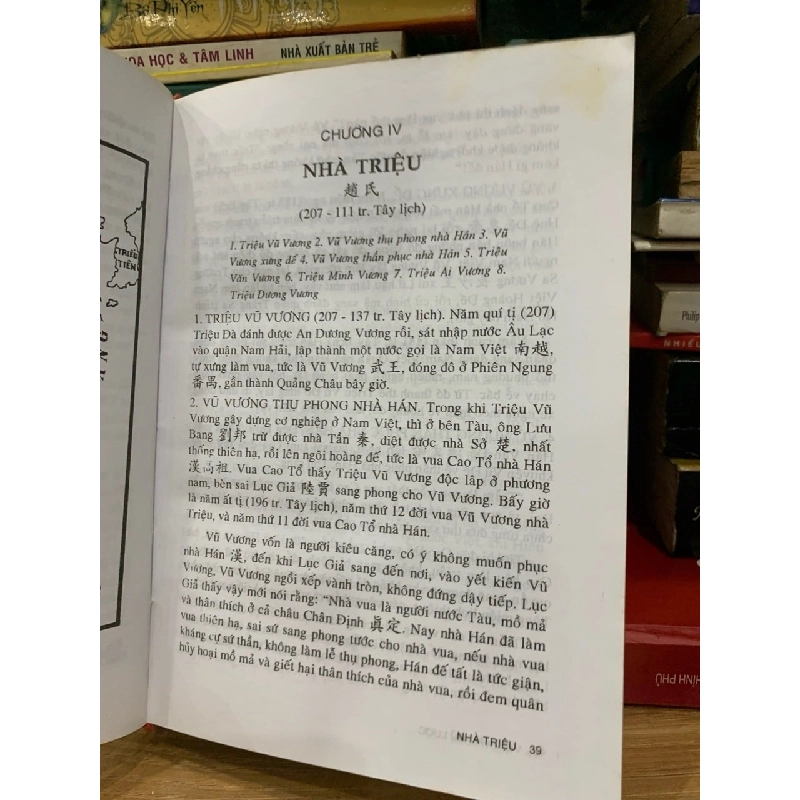 Bà Phi Yến
KHOA HỌC & TÂM LINH NHÀ XUẤT BẢN TRẺ
CHƯƠNG IV
NHÀ TRIỆU
趙氏
(207 - 111 tr. Tây lịch)
1. Triệu Vũ Vương 2. Vũ Vương thụ phong nhà Hán 3. Vũ
Vương xưng đế 4. Vũ Vương thần phục nhà Hán 5. Triệu
Văn Vương 6. Triệu Minh Vương 7. Triệu Ai Vương 8.
Triệu Dương Vương
1. TRIỆU VŨ VƯƠNG (207 - 137 tr. Tây lịch). Năm quí tị (207)
Triệu Đà đánh được An Dương Vương rồi, sát nhập nước Âu Lạc
vào quận Nam Hải, lập thành một nước gọi là Nam Việt 南越,
tự xưng làm vua, tức là Vũ Vương 武王, đóng đô ở Phiên Ngung
番禺, gần thành Quảng Châu bây giờ.
2. VŨ VƯƠNG THỤ PHONG NHÀ HÁN. Trong khi Triệu Vũ
Vương gây dựng cơ nghiệp ở Nam Việt, thì ở bên Tàu, ông Lưu
Bang 劉邦 trừ được nhà Tần 秦, diệt được nhà Sở 楚, nhất
thống thiên hạ, rồi lên ngôi hoàng đế, tức là vua Cao Tổ nhà Hán
漢高祖. Vua Cao Tổ thấy Triệu Vũ Vương độc lập ở phương
nam, bèn sai Lục Giả 陸賈 sang phong cho Vũ Vương. Bấy giờ
là năm ất tị (196 tr. Tây lịch), năm thứ 12 đời vua Vũ Vương nhà
Triệu, và năm thứ 11 đời vua Cao Tổ nhà Hán.
Vũ Vương vốn là người kiêu căng, có ý không muốn phục
nhà Hán 漢, đến khi Lục Giả sang đến nơi, vào yết kiến Vũ
Vương, Vũ Vương ngồi xếp vành tròn, không đứng dậy tiếp. Lục
Giả thấy vậy mới nói rằng: "Nhà vua là người nước Tàu, mồ mả
và thân thích ở cả châu Chân Định 眞定. Nay nhà Hán đã làm
vua thiên hạ, sai sứ sang phong tước cho nhà vua, nếu nhà vua
kháng cự sứ thần, không làm lễ thụ phong, Hán đế tất là tức giận,
hủy hoại mồ mả và giết hại thân thích của nhà vua, rồi đem quân
NHÀ TRIỆU 39